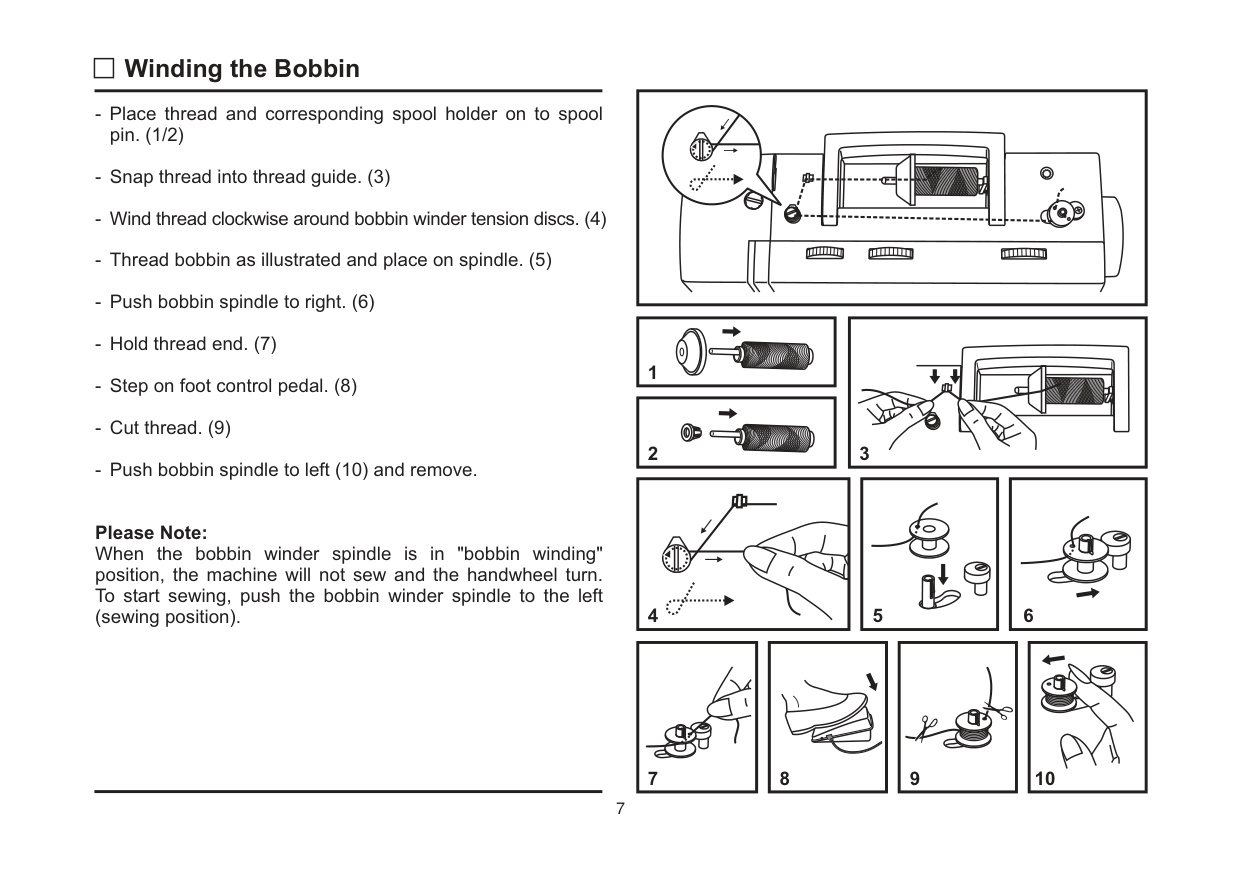 Winding the Bobbin
- Place thread and corresponding spool holder on to spool
pin. (1/2)
- Snap thread into thread guide. (3)
- Wind thread clockwise around bobbin winder tension discs. (4)
- Thread bobbin as illustrated and place on spindle. (5)
- Push bobbin spindle to right. (6)
- Hold thread end. (7)
- Step on foot control pedal. (8)
- Cut thread. (9)
- Push bobbin spindle to left (10) and remove.
Please Note:
When the bobbin winder spindle is in "bobbin winding"
position, the machine will not sew and the handwheel turn.
To start sewing, push the bobbin winder spindle to the left
(sewing position).
1
2
3
4
5
6
7
8
9
10
7